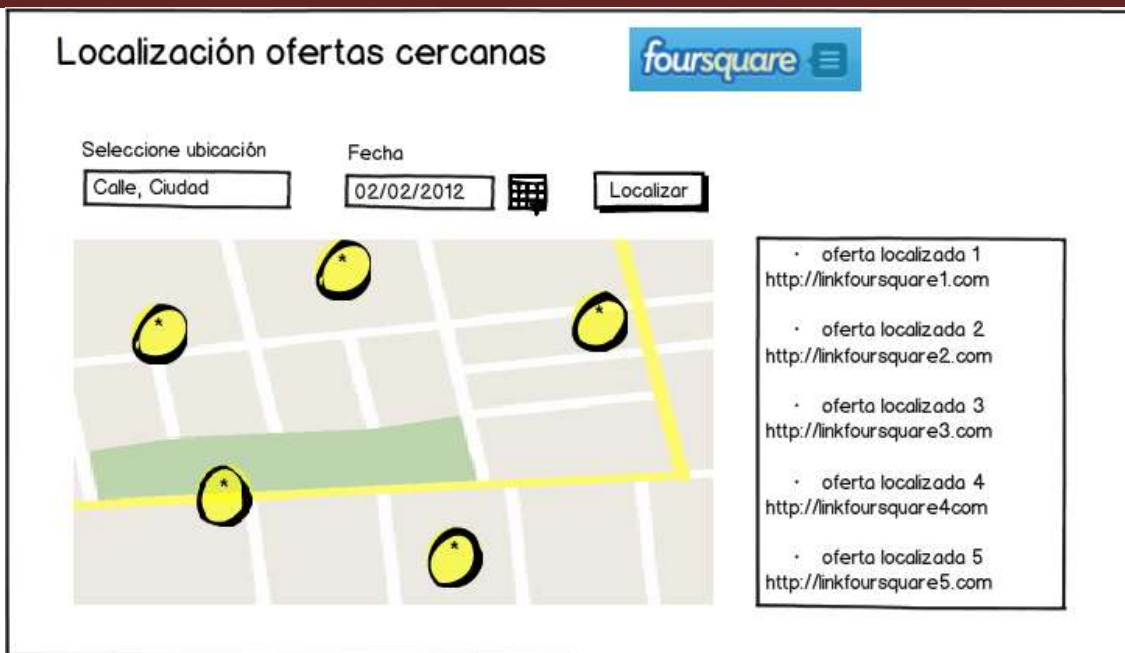 Localización ofertas cercanas
foursquare
Seleccione ubicación
Fecha
Calle, Ciudad
02/02/2012
Localizar
* * * * *
· oferta localizada 1
http://linkfoursquare1.com
· oferta localizada 2
http://linkfoursquare2.com
· oferta localizada 3
http://linkfoursquare3.com
· oferta localizada 4
http://linkfoursquare4com
· oferta localizada 5
http://linkfoursquare5.com